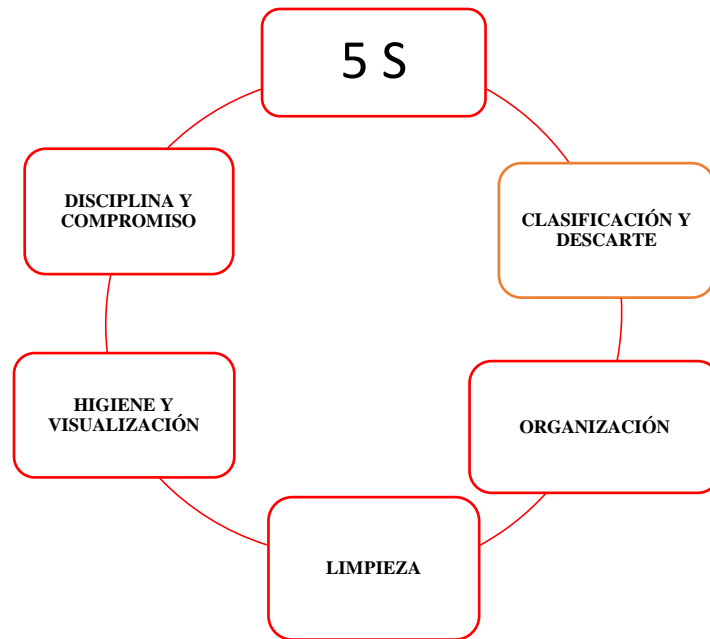 5 S
CLASIFICACIÓN Y
DESCARTE
ORGANIZACIÓN
LIMPIEZA
HIGIENE Y
VISUALIZACIÓN
DISCIPLINA Y
COMPROMISO